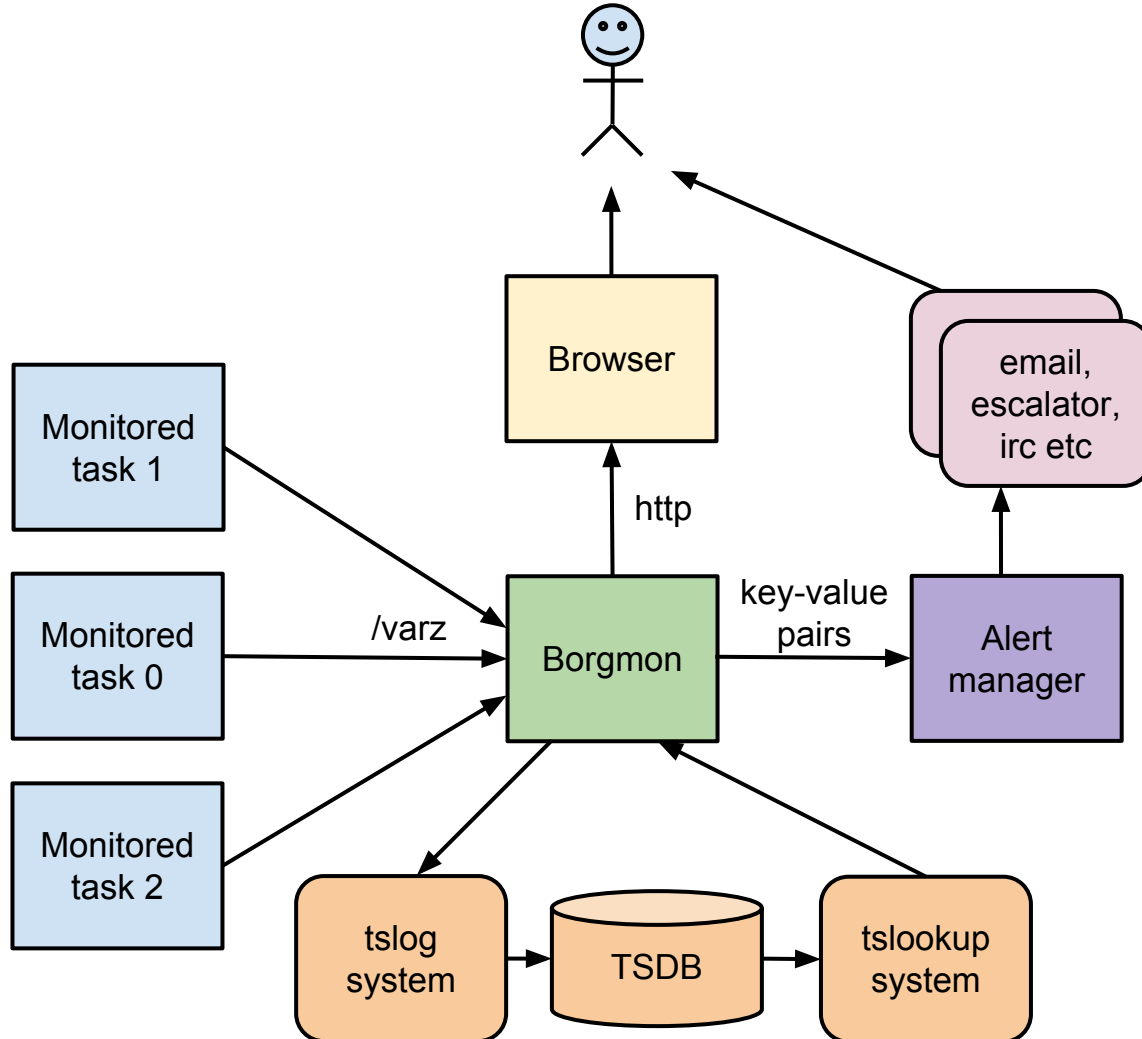 Browser
email,
escalator,
irc etc
Monitored
task 1
http
Monitored
task 0
/varz
Borgmon
key-value
pairs
Alert
manager
Monitored
task 2
tslog
system
TSDB
tslookup
system